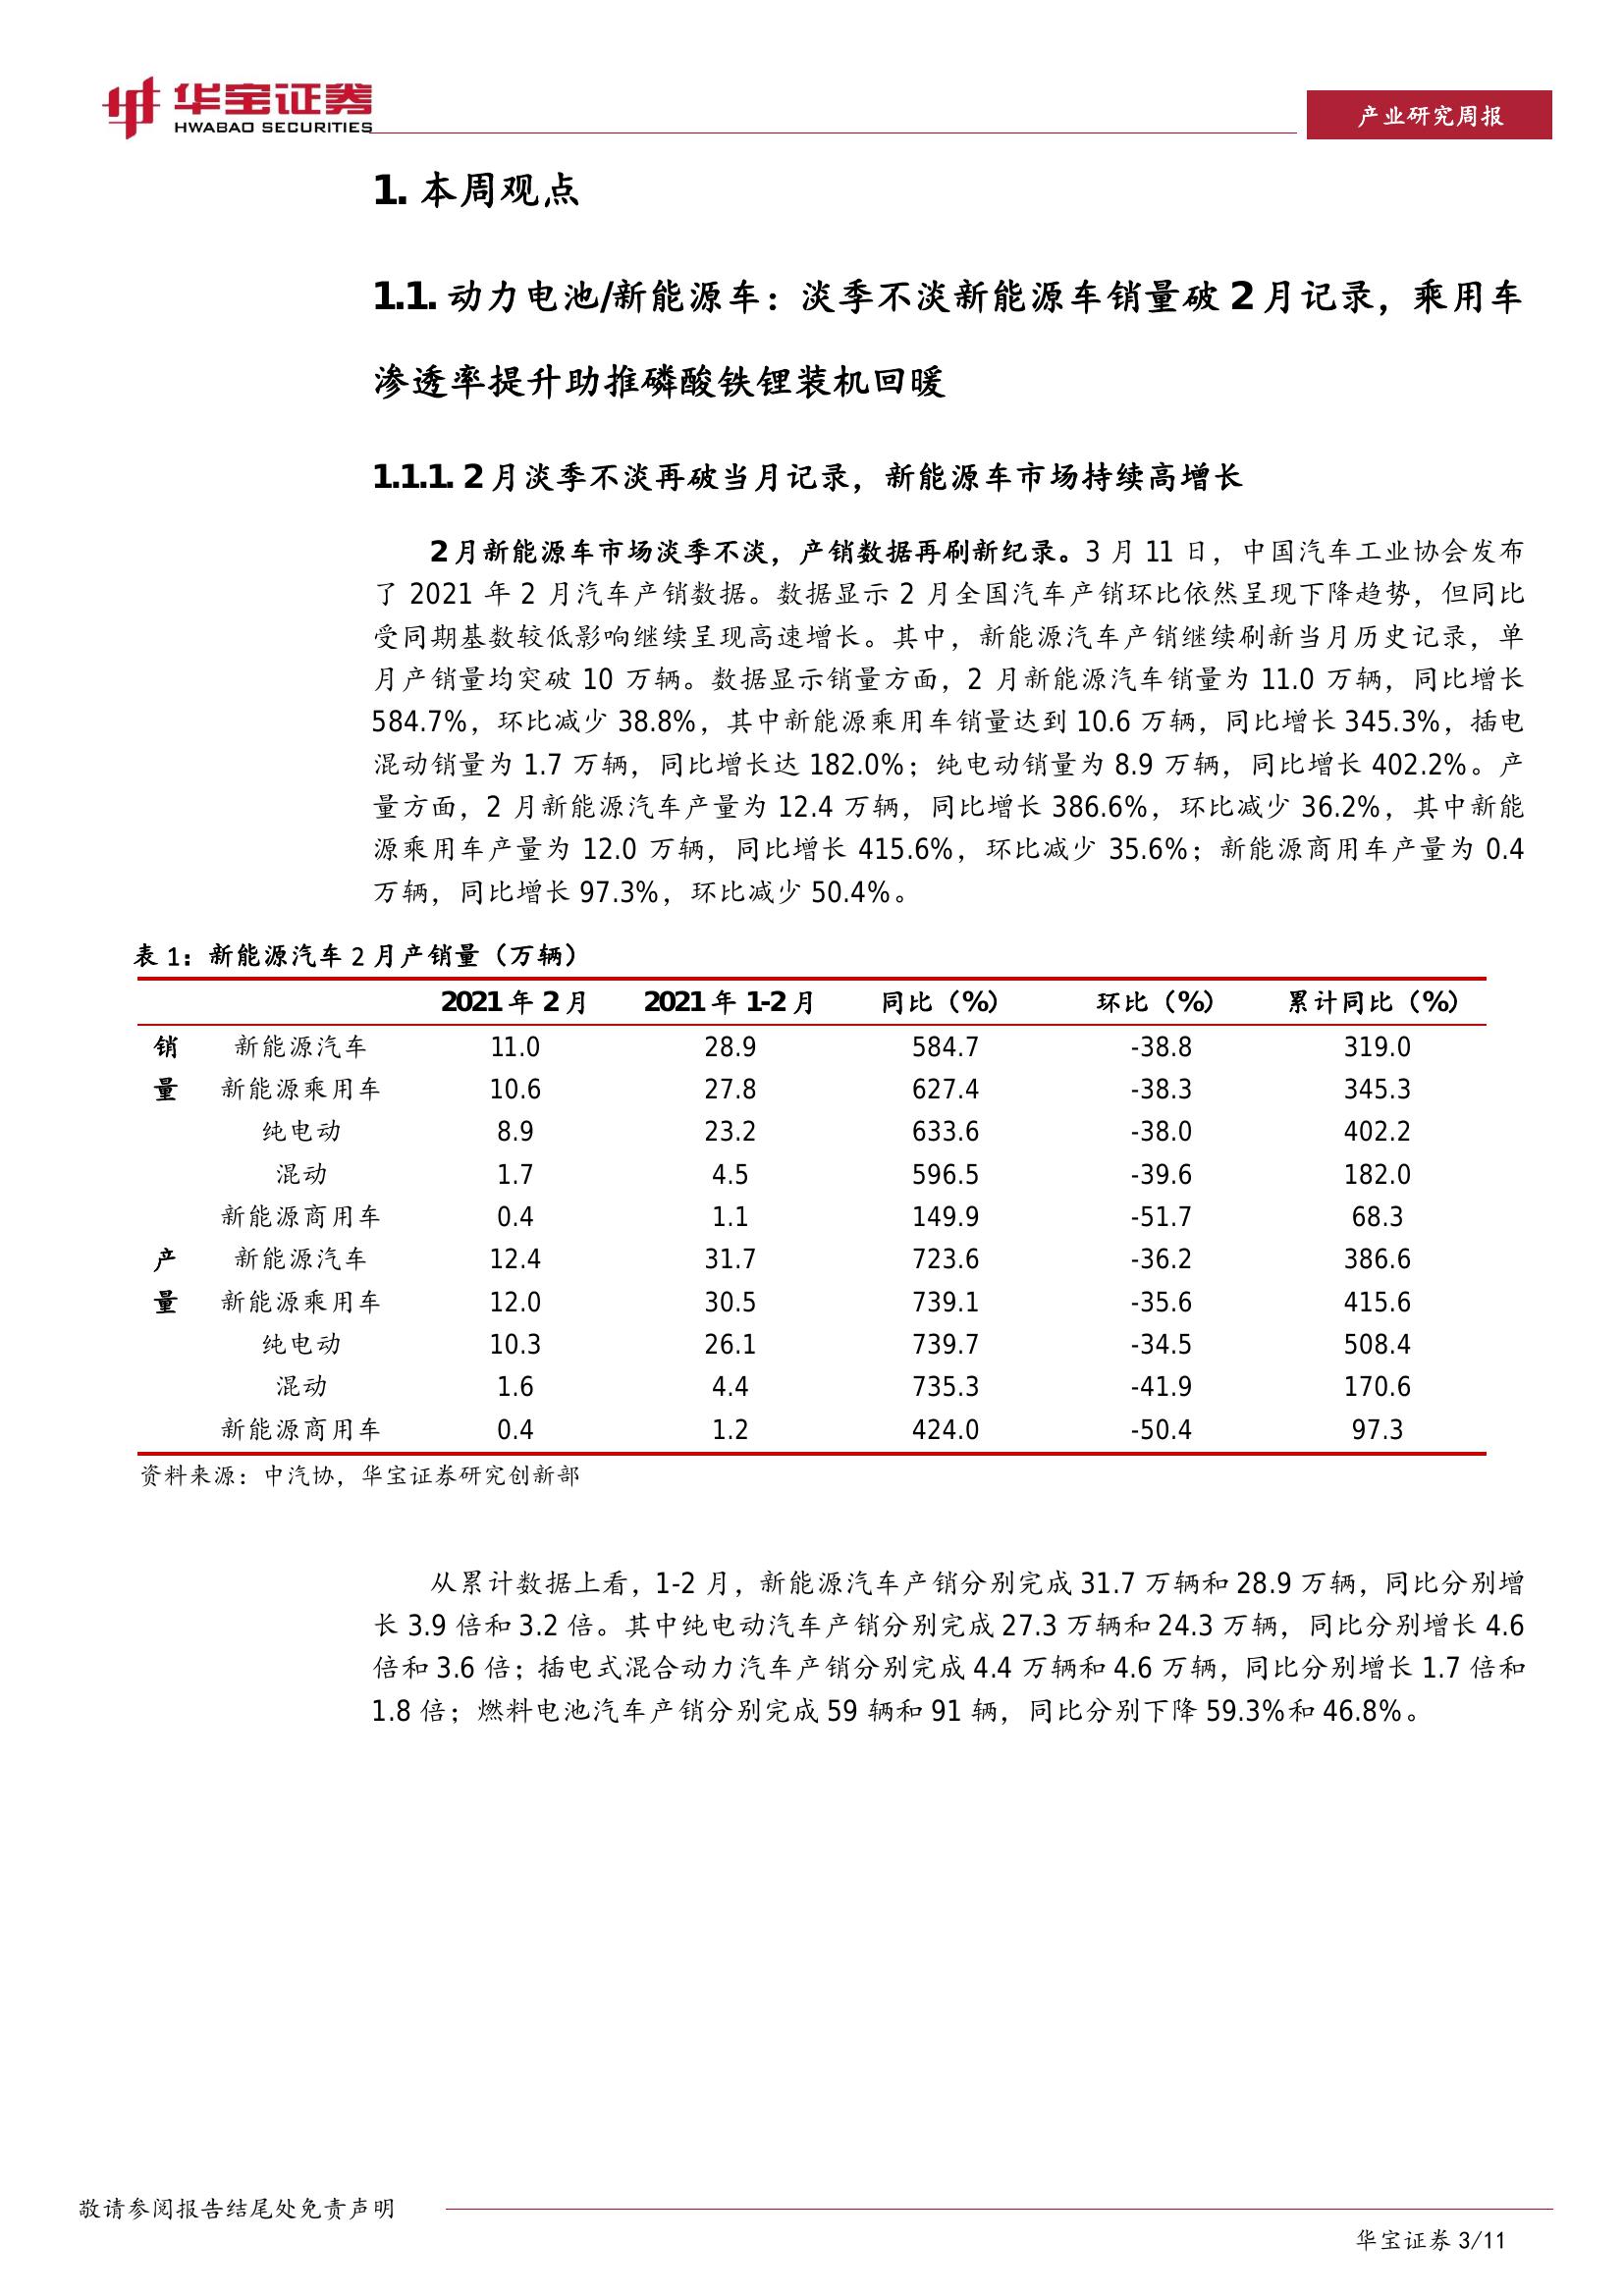 华宝证券
HWABAO SECURITIES
产业研究周报
1. 本周观点
1.1. 动力电池/新能源车：淡季不淡新能源车销量破 2 月记录，乘用车
渗透率提升助推磷酸铁锂装机回暖
1.1.1. 2 月淡季不淡再破当月记录，新能源车市场持续高增长
2 月新能源车市场淡季不淡，产销数据再刷新纪录。3 月 11 日，中国汽车工业协会发布
了 2021 年 2 月汽车产销数据。数据显示 2 月全国汽车产销环比依然呈现下降趋势，但同比
受同期基数较低影响继续呈现高速增长。其中，新能源汽车产销继续刷新当月历史记录，单
月产销量均突破 10 万辆。数据显示销量方面，2 月新能源汽车销量为 11.0 万辆，同比增长
584.7%，环比减少 38.8%，其中新能源乘用车销量达到 10.6 万辆，同比增长 345.3%，插电
混动销量为 1.7 万辆，同比增长达 182.0%；纯电动销量为 8.9 万辆，同比增长 402.2%。产
量方面，2 月新能源汽车产量为 12.4 万辆，同比增长 386.6%，环比减少 36.2%，其中新能
源乘用车产量为 12.0 万辆，同比增长 415.6%，环比减少 35.6%；新能源商用车产量为 0.4
万辆，同比增长 97.3%，环比减少 50.4%。
表 1：新能源汽车 2 月产销量（万辆）
2021 年 2 月 2021 年 1-2 月 同比（%） 环比（%） 累计同比（%）
销 新能源汽车 11.0 28.9 584.7 -38.8 319.0
量 新能源乘用车 10.6 27.8 627.4 -38.3 345.3
纯电动 8.9 23.2 633.6 -38.0 402.2
混动 1.7 4.5 596.5 -39.6 182.0
新能源商用车 0.4 1.1 149.9 -51.7 68.3
产 新能源汽车 12.4 31.7 723.6 -36.2 386.6
量 新能源乘用车 12.0 30.5 739.1 -35.6 415.6
纯电动 10.3 26.1 739.7 -34.5 508.4
混动 1.6 4.4 735.3 -41.9 170.6
新能源商用车 0.4 1.2 424.0 -50.4 97.3
资料来源：中汽协，华宝证券研究创新部
从累计数据上看，1-2 月，新能源汽车产销分别完成 31.7 万辆和 28.9 万辆，同比分别增
长 3.9 倍和 3.2 倍。其中纯电动汽车产销分别完成 27.3 万辆和 24.3 万辆，同比分别增长 4.6
倍和 3.6 倍；插电式混合动力汽车产销分别完成 4.4 万辆和 4.6 万辆，同比分别增长 1.7 倍和
1.8 倍；燃料电池汽车产销分别完成 59 辆和 91 辆，同比分别下降 59.3%和 46.8%。
敬请参阅报告结尾处免责声明
华宝证券 3/11